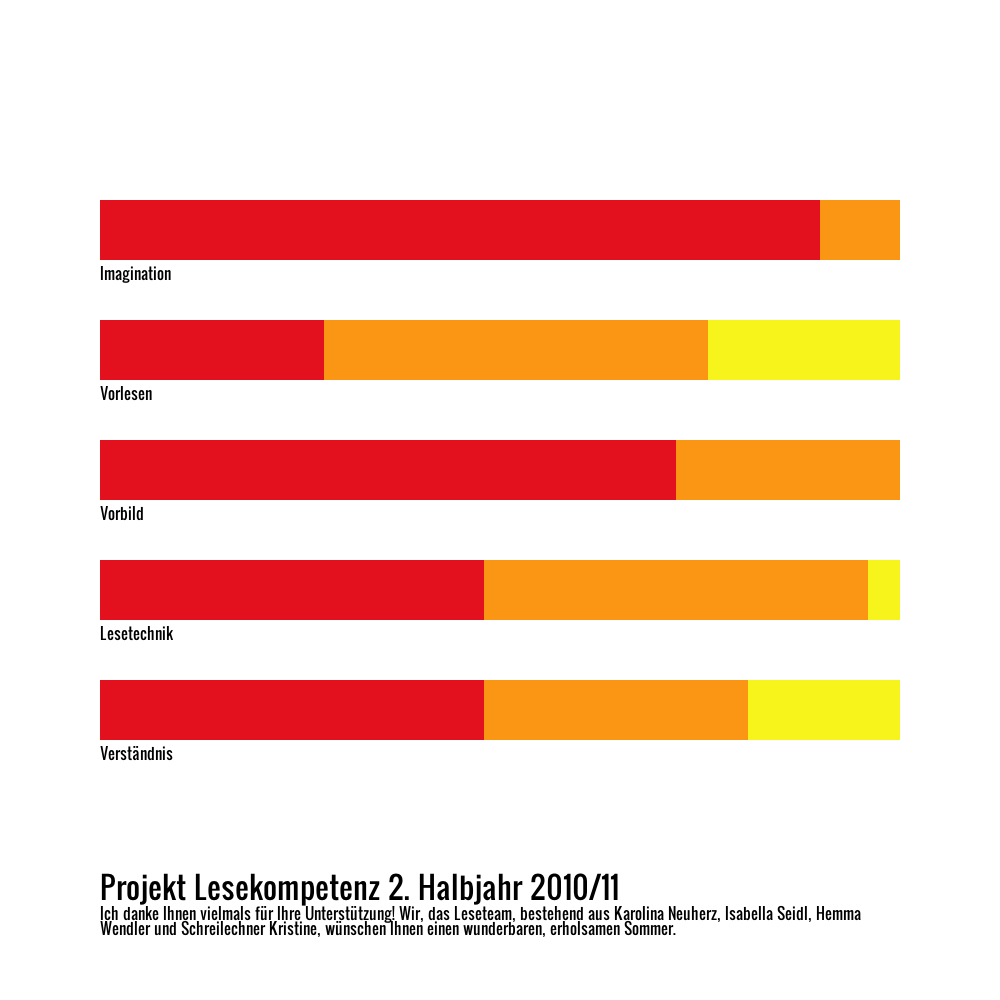 Imagination
Vorlesen
Vorbild
Lesetechnik
Verständnis
Projekt Lesekompetenz 2. Halbjahr 2010/11
Ich danke Ihnen vielmals für Ihre Unterstützung! Wir, das Leseteam, bestehend aus Karolina Neuherz, Isabella Seidl, Hemma
Wendler und Schreilechner Kristine, wünschen Ihnen einen wunderbaren, erholsamen Sommer.